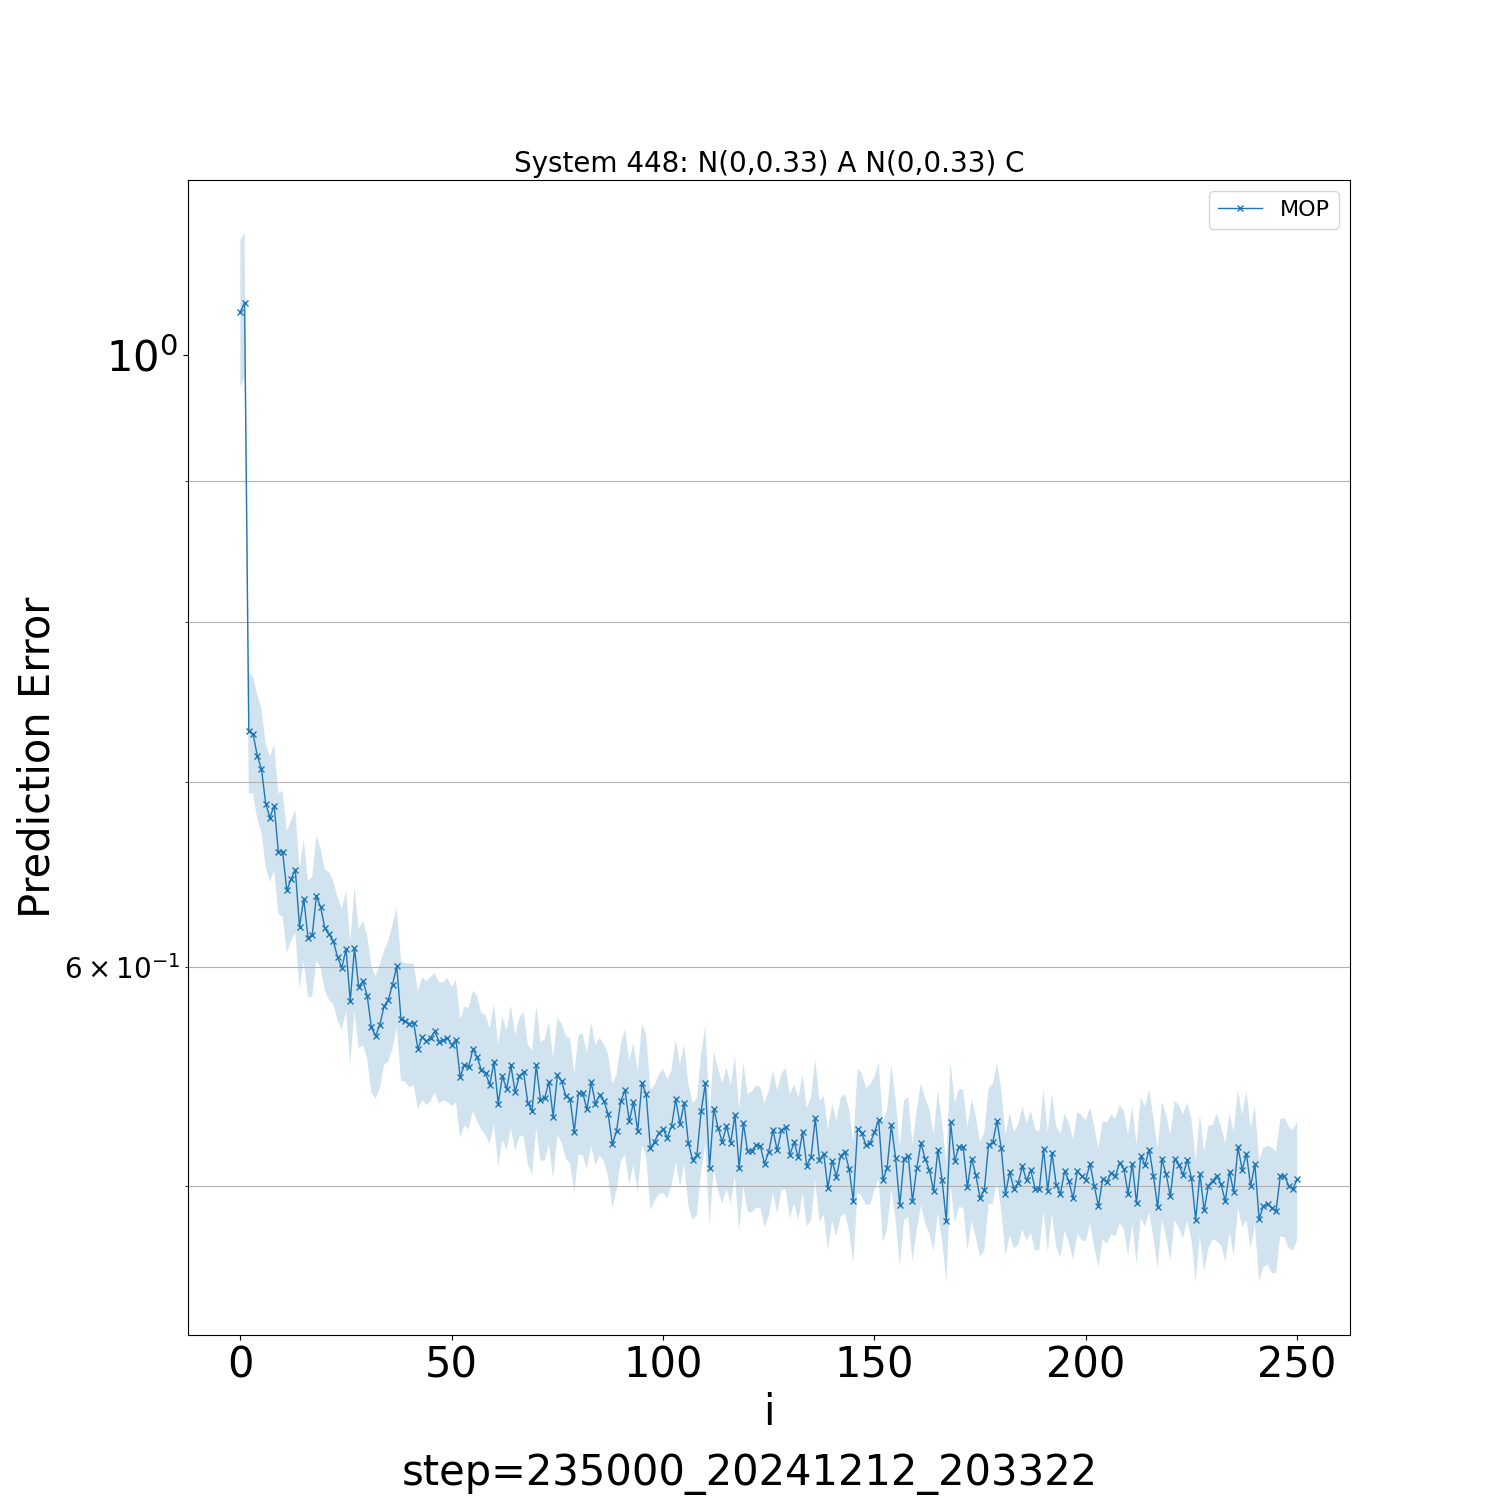 System 448: N(0,0.33) A N(0,0.33) C
MOP
10⁰
6 × 10⁻¹
Prediction Error
0 50 100 150 200 250
i
step=235000_20241212_203322